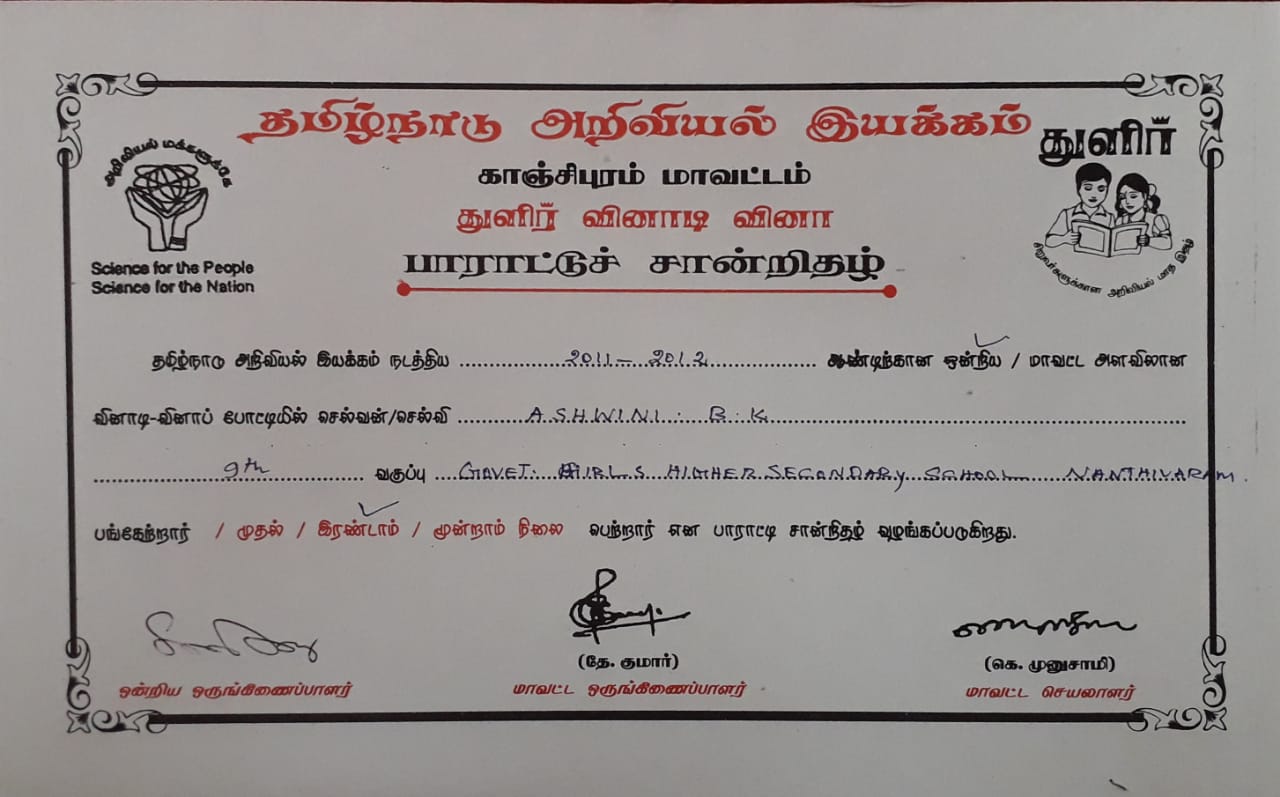 தமிழ்நாடு அறிவியல் இயக்கம்
அறிவியல் மக்களுக்கே
துளிர்
காஞ்சிபுரம் மாவட்டம்
துளிர் வினாடி வினா
பாராட்டுச் சான்றிதழ்
Science for the People
Science for the Nation
சிறுவர்களுக்கான அறிவியல் மாத இதழ்
தமிழ்நாடு அறிவியல் இயக்கம் நடத்திய 2011 - 2012 ஆண்டிற்கான ஒன்றிய / மாவட்ட அளவிலான
வினாடி-வினாப் போட்டியில் செல்வன்/செல்வி ASHWINI. B.K
9th வகுப்பு GOVET. GIRLS HIGHER SECONDARY SCHOOL NANTHIVARAM.
பங்கேற்றார் / முதல் / இரண்டாம் / மூன்றாம் நிலை பெற்றார் என பாராட்டி சான்றிதழ் வழங்கப்படுகிறது.
(தே. குமார்)
(கெ. முனுசாமி)
ஒன்றிய ஒருங்கிணைப்பாளர்
மாவட்ட ஒருங்கிணைப்பாளர்
மாவட்ட செயலாளர்